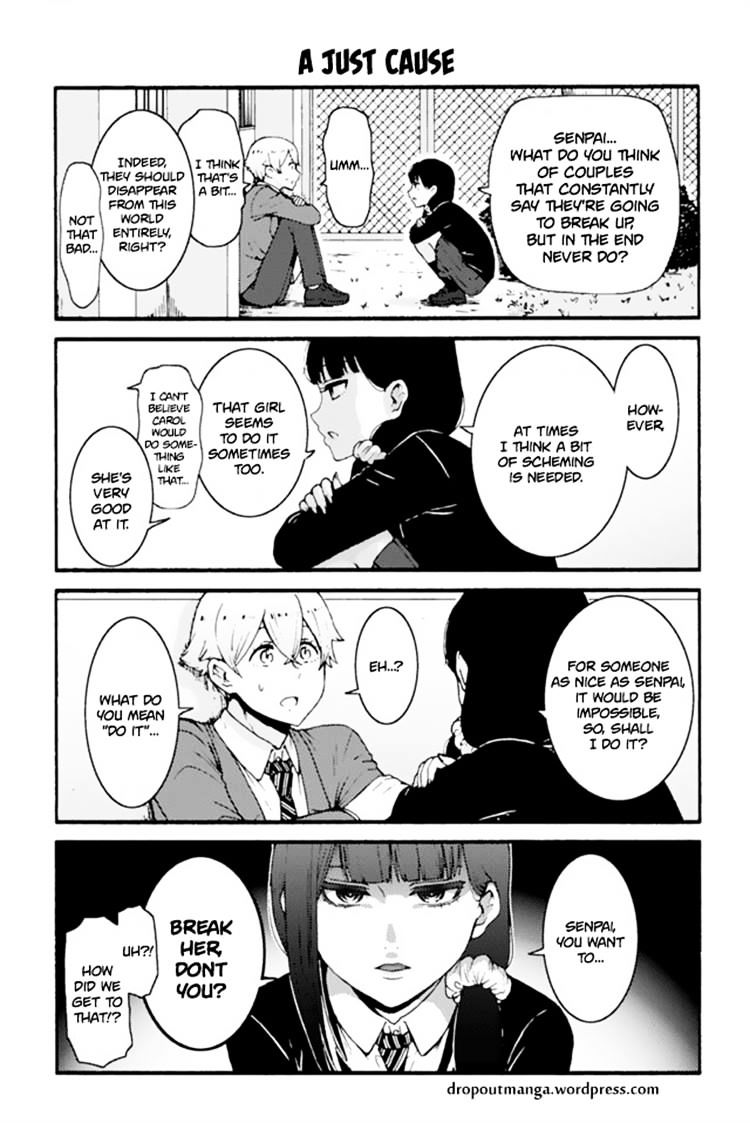 A JUST CAUSE
SENPAI...
WHAT DO YOU THINK
OF COUPLES
THAT CONSTANTLY
SAY THEY'RE GOING
TO BREAK UP,
BUT IN THE END
NEVER DO?
UMM...
I THINK
THAT'S
A BIT...
INDEED,
THEY SHOULD
DISAPPEAR
FROM THIS
WORLD
ENTIRELY,
RIGHT?
NOT
THAT
BAD...
HOW-
EVER,
AT TIMES
I THINK A BIT
OF SCHEMING
IS NEEDED.
THAT GIRL
SEEMS
TO DO IT
SOMETIMES
TOO.
I CAN'T
BELIEVE
CAROL
WOULD
DO SOME-
THING
LIKE
THAT...
SHE'S
VERY
GOOD
AT IT.
FOR SOMEONE
AS NICE AS SENPAI,
IT WOULD BE
IMPOSSIBLE,
SO, SHALL
I DO IT?
EH...?
WHAT DO
YOU MEAN
"DO IT"...
SENPAI,
YOU WANT
TO...
BREAK
HER,
DONT
YOU?
UH?!
HOW
DID WE
GET TO
THAT!?
dropoutmanga.wordpress.com